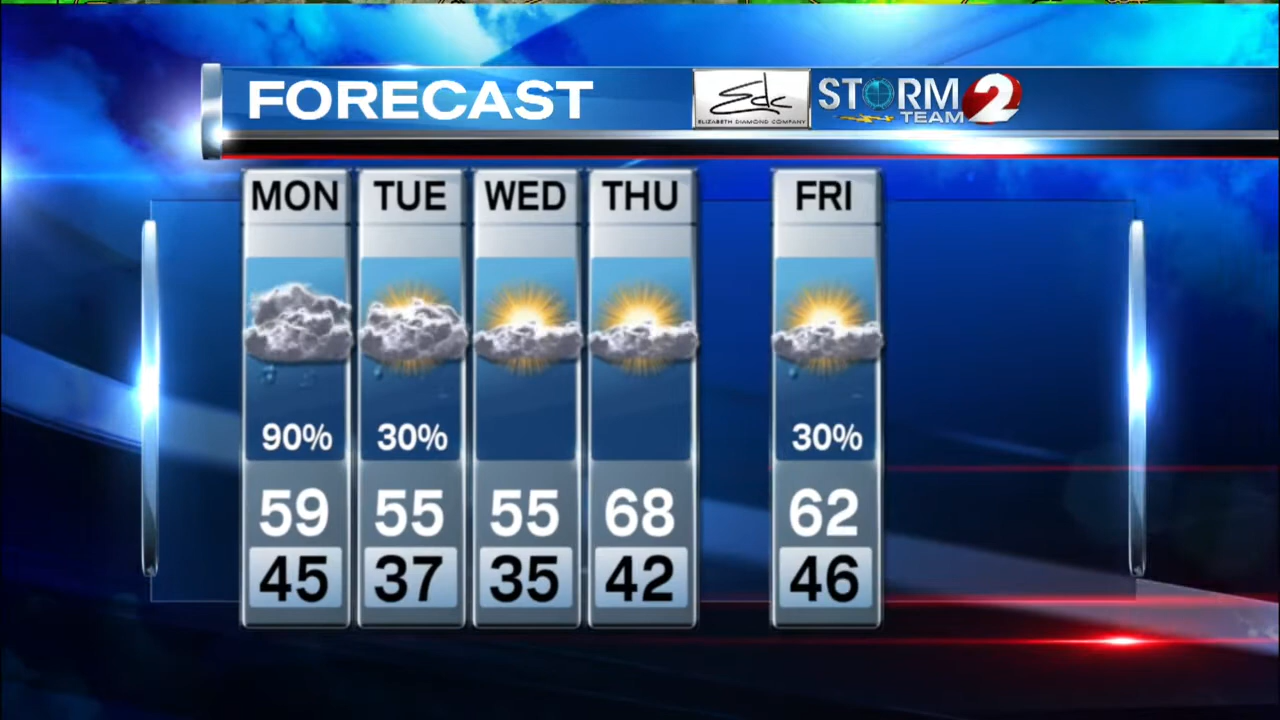 FORECAST
Edc
ELIZABETH DIAMOND COMPANY
STORM
TEAM 2
MON TUE WED THU FRI
90% 30% 30%
59 55 55 68 62
45 37 35 42 46